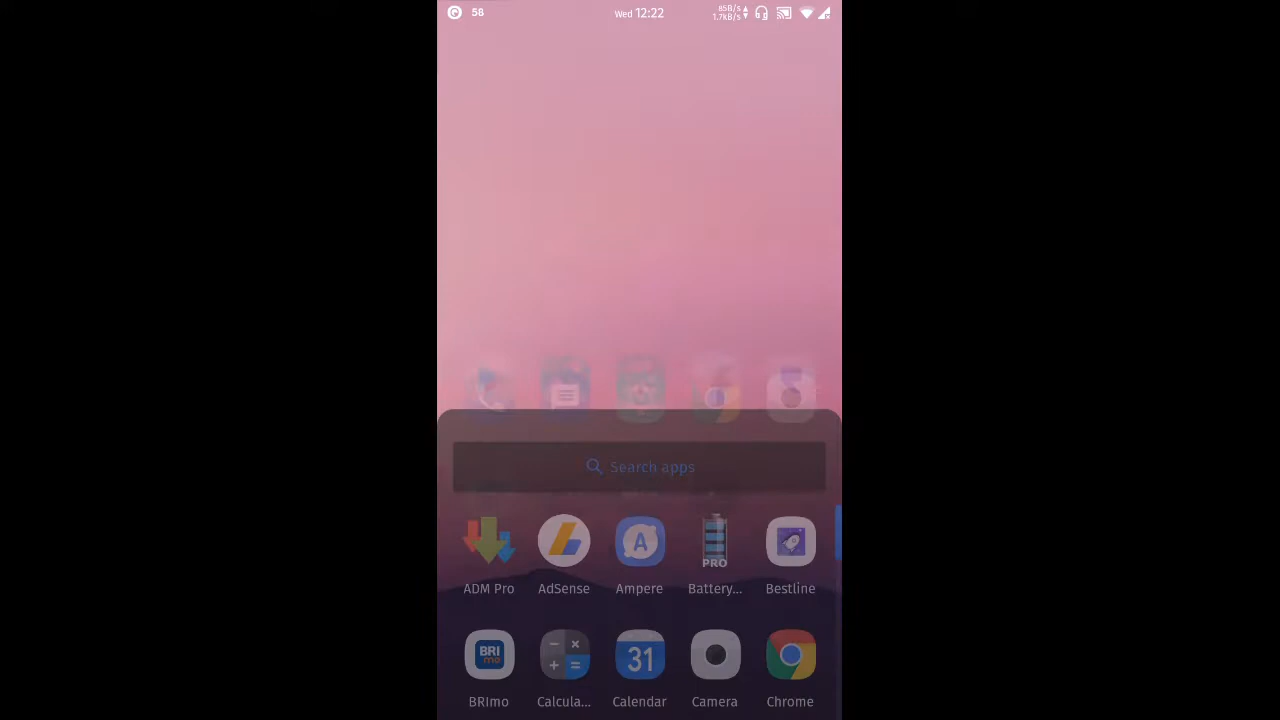 58
Wed 12:22
85B/s
1.7kB/s
Search apps
A
PRO
ADM Pro AdSense Ampere Battery... Bestline
BRI
mo
31
BRImo Calcula... Calendar Camera Chrome